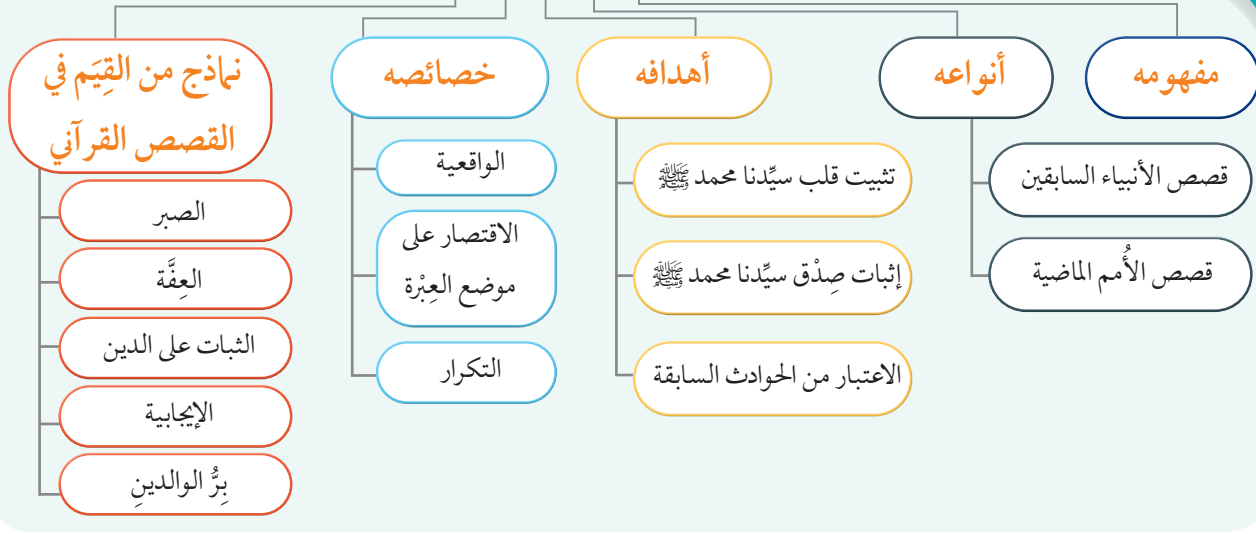 مفهومه
أنواعه
قصص الأنبياء السابقين
قصص الأُمم الماضية
أهدافه
تثبيت قلب سيِّدنا محمد ﷺ
إثبات صِدْق سيِّدنا محمد ﷺ
الاعتبار من الحوادث السابقة
خصائصه
الواقعية
الاقتصار على
موضع العِبْرة
التكرار
نماذج من القِيَم في
القصص القرآني
الصبر
العِفَّة
الثبات على الدين
الإيجابية
بِرُّ الوالدينِ